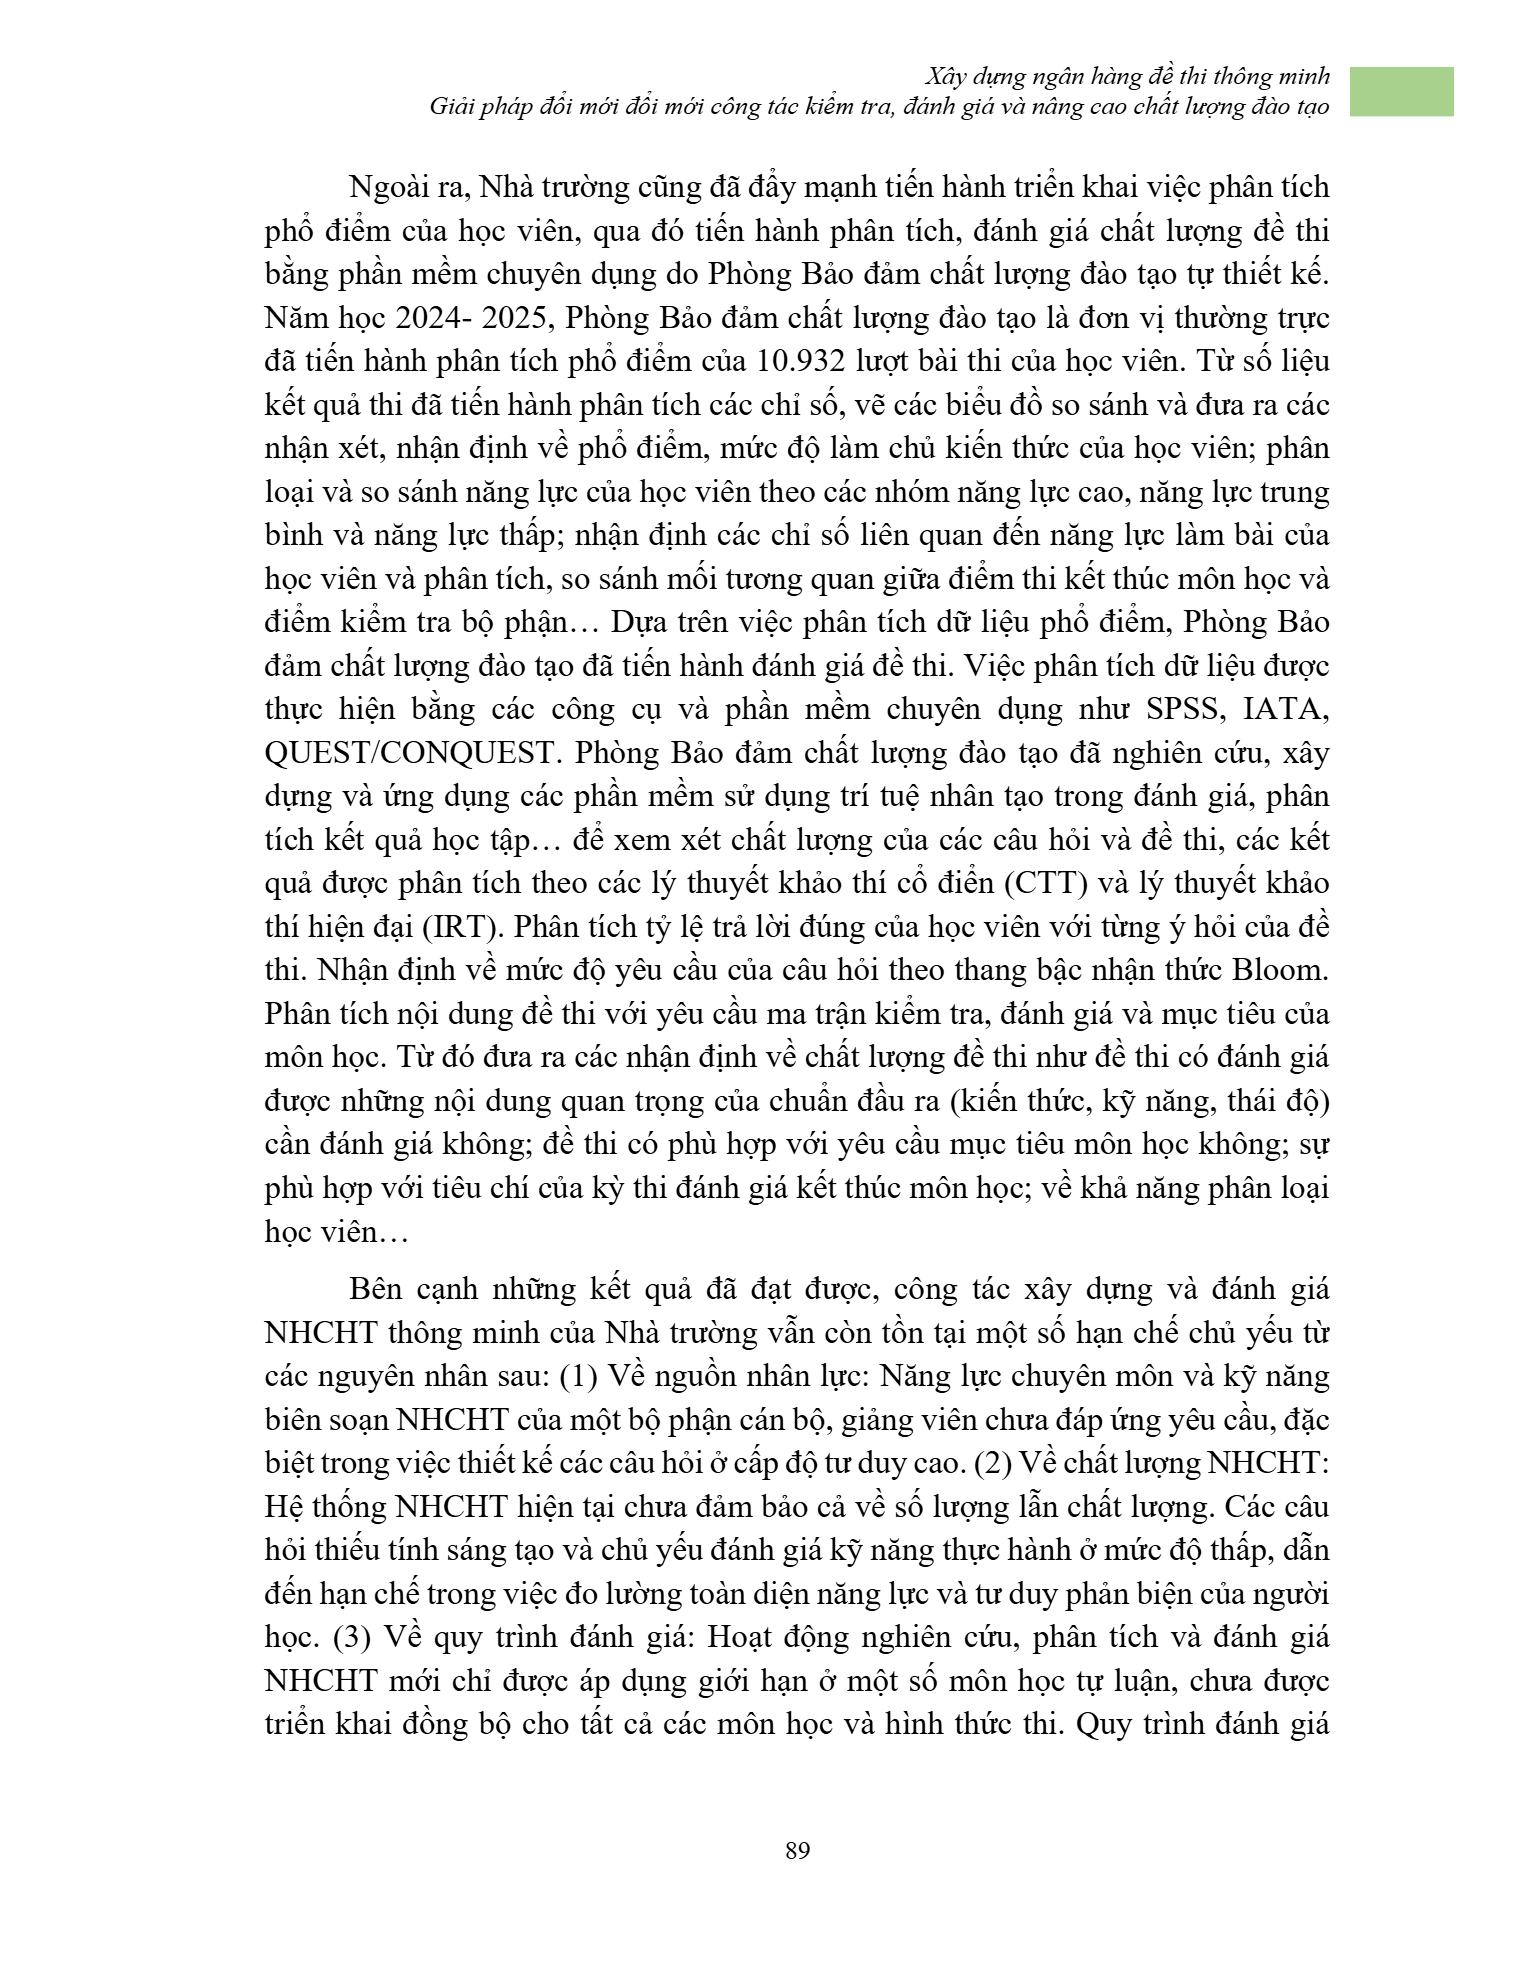 Xây dựng ngân hàng đề thi thông minh
Giải pháp đổi mới đổi mới công tác kiểm tra, đánh giá và nâng cao chất lượng đào tạo
Ngoài ra, Nhà trường cũng đã đẩy mạnh tiến hành triển khai việc phân tích
phổ điểm của học viên, qua đó tiến hành phân tích, đánh giá chất lượng đề thi
bằng phần mềm chuyên dụng do Phòng Bảo đảm chất lượng đào tạo tự thiết kế.
Năm học 2024- 2025, Phòng Bảo đảm chất lượng đào tạo là đơn vị thường trực
đã tiến hành phân tích phổ điểm của 10.932 lượt bài thi của học viên. Từ số liệu
kết quả thi đã tiến hành phân tích các chỉ số, vẽ các biểu đồ so sánh và đưa ra các
nhận xét, nhận định về phổ điểm, mức độ làm chủ kiến thức của học viên; phân
loại và so sánh năng lực của học viên theo các nhóm năng lực cao, năng lực trung
bình và năng lực thấp; nhận định các chỉ số liên quan đến năng lực làm bài của
học viên và phân tích, so sánh mối tương quan giữa điểm thi kết thúc môn học và
điểm kiểm tra bộ phận… Dựa trên việc phân tích dữ liệu phổ điểm, Phòng Bảo
đảm chất lượng đào tạo đã tiến hành đánh giá đề thi. Việc phân tích dữ liệu được
thực hiện bằng các công cụ và phần mềm chuyên dụng như SPSS, IATA,
QUEST/CONQUEST. Phòng Bảo đảm chất lượng đào tạo đã nghiên cứu, xây
dựng và ứng dụng các phần mềm sử dụng trí tuệ nhân tạo trong đánh giá, phân
tích kết quả học tập… để xem xét chất lượng của các câu hỏi và đề thi, các kết
quả được phân tích theo các lý thuyết khảo thí cổ điển (CTT) và lý thuyết khảo
thí hiện đại (IRT). Phân tích tỷ lệ trả lời đúng của học viên với từng ý hỏi của đề
thi. Nhận định về mức độ yêu cầu của câu hỏi theo thang bậc nhận thức Bloom.
Phân tích nội dung đề thi với yêu cầu ma trận kiểm tra, đánh giá và mục tiêu của
môn học. Từ đó đưa ra các nhận định về chất lượng đề thi như đề thi có đánh giá
được những nội dung quan trọng của chuẩn đầu ra (kiến thức, kỹ năng, thái độ)
cần đánh giá không; đề thi có phù hợp với yêu cầu mục tiêu môn học không; sự
phù hợp với tiêu chí của kỳ thi đánh giá kết thúc môn học; về khả năng phân loại
học viên…
Bên cạnh những kết quả đã đạt được, công tác xây dựng và đánh giá
NHCHT thông minh của Nhà trường vẫn còn tồn tại một số hạn chế chủ yếu từ
các nguyên nhân sau: (1) Về nguồn nhân lực: Năng lực chuyên môn và kỹ năng
biên soạn NHCHT của một bộ phận cán bộ, giảng viên chưa đáp ứng yêu cầu, đặc
biệt trong việc thiết kế các câu hỏi ở cấp độ tư duy cao. (2) Về chất lượng NHCHT:
Hệ thống NHCHT hiện tại chưa đảm bảo cả về số lượng lẫn chất lượng. Các câu
hỏi thiếu tính sáng tạo và chủ yếu đánh giá kỹ năng thực hành ở mức độ thấp, dẫn
đến hạn chế trong việc đo lường toàn diện năng lực và tư duy phản biện của người
học. (3) Về quy trình đánh giá: Hoạt động nghiên cứu, phân tích và đánh giá
NHCHT mới chỉ được áp dụng giới hạn ở một số môn học tự luận, chưa được
triển khai đồng bộ cho tất cả các môn học và hình thức thi. Quy trình đánh giá
89